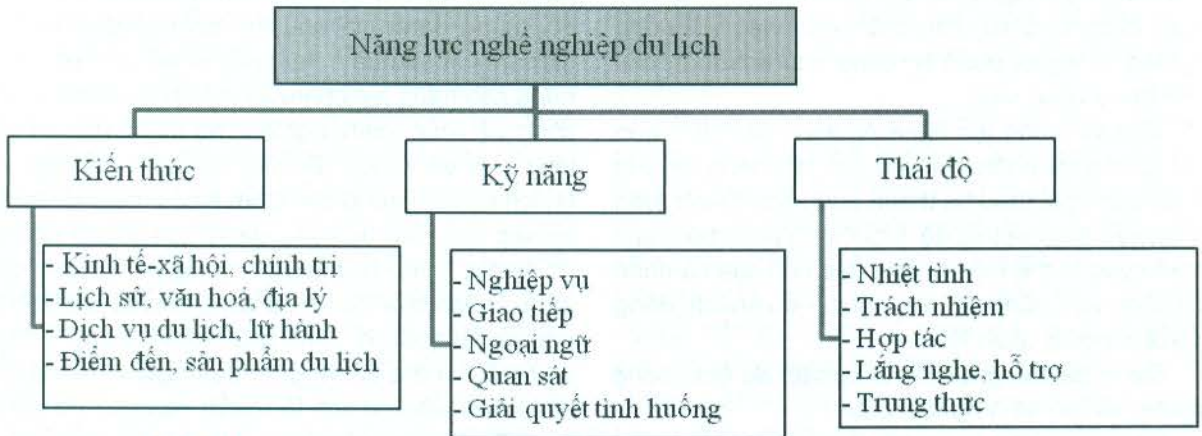 Năng lực nghề nghiệp du lịch
Kiến thức
- Kinh tế-xã hội, chính trị
- Lịch sử, văn hoá, địa lý
- Dịch vụ du lịch, lữ hành
- Điểm đến, sản phẩm du lịch
Kỹ năng
- Nghiệp vụ
- Giao tiếp
- Ngoại ngữ
- Quan sát
- Giải quyết tình huống
Thái độ
- Nhiệt tình
- Trách nhiệm
- Hợp tác
- Lắng nghe, hỗ trợ
- Trung thực